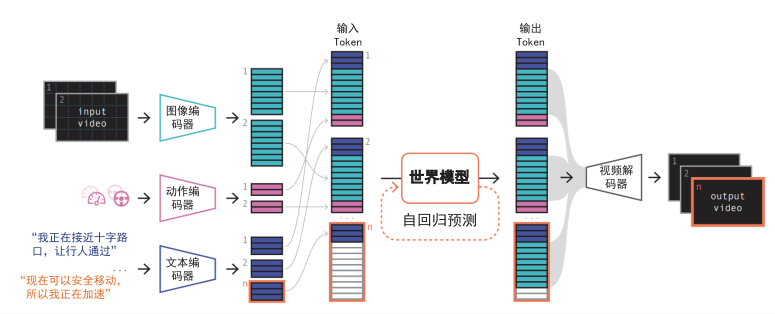 输入
Token
输出
Token
1
2
input
video
图像编
码器
1
2
动作编
码器
1
2
“我正在接近十字路
口，让行人通过”
...
“现在可以安全移动，
所以我正在加速”
文本编
码器
1
2
n
1
2
...
n
世界模型
自回归预测
...
视频解
码器
1
2
n
output
video